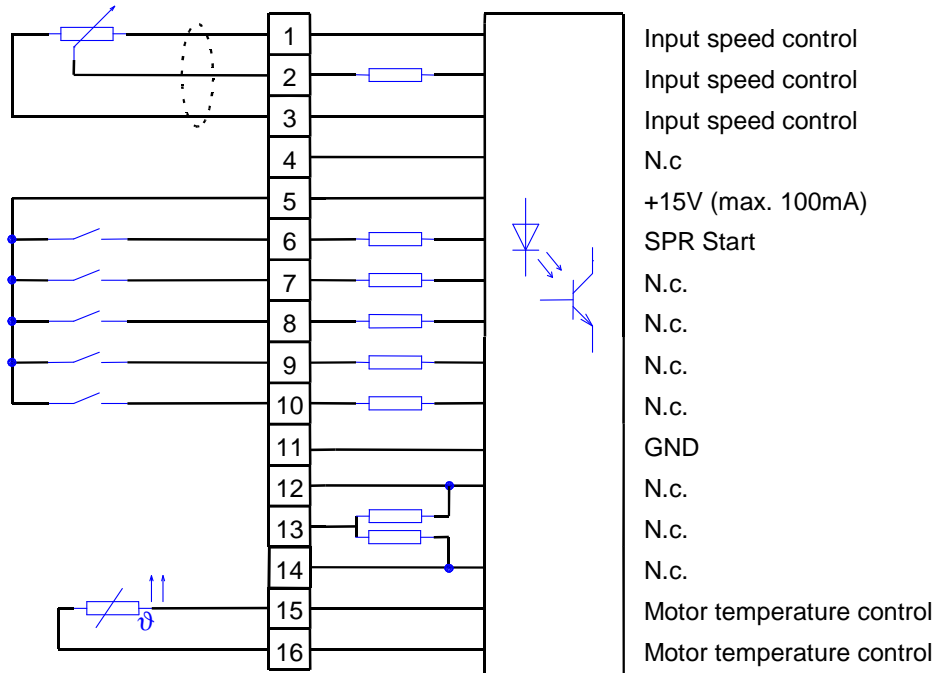 1 Input speed control
2 Input speed control
3 Input speed control
4 N.c
5 +15V (max. 100mA)
6 SPR Start
7 N.c.
8 N.c.
9 N.c.
10 N.c.
11 GND
12 N.c.
13 N.c.
14 N.c.
ϑ 15 Motor temperature control
16 Motor temperature control